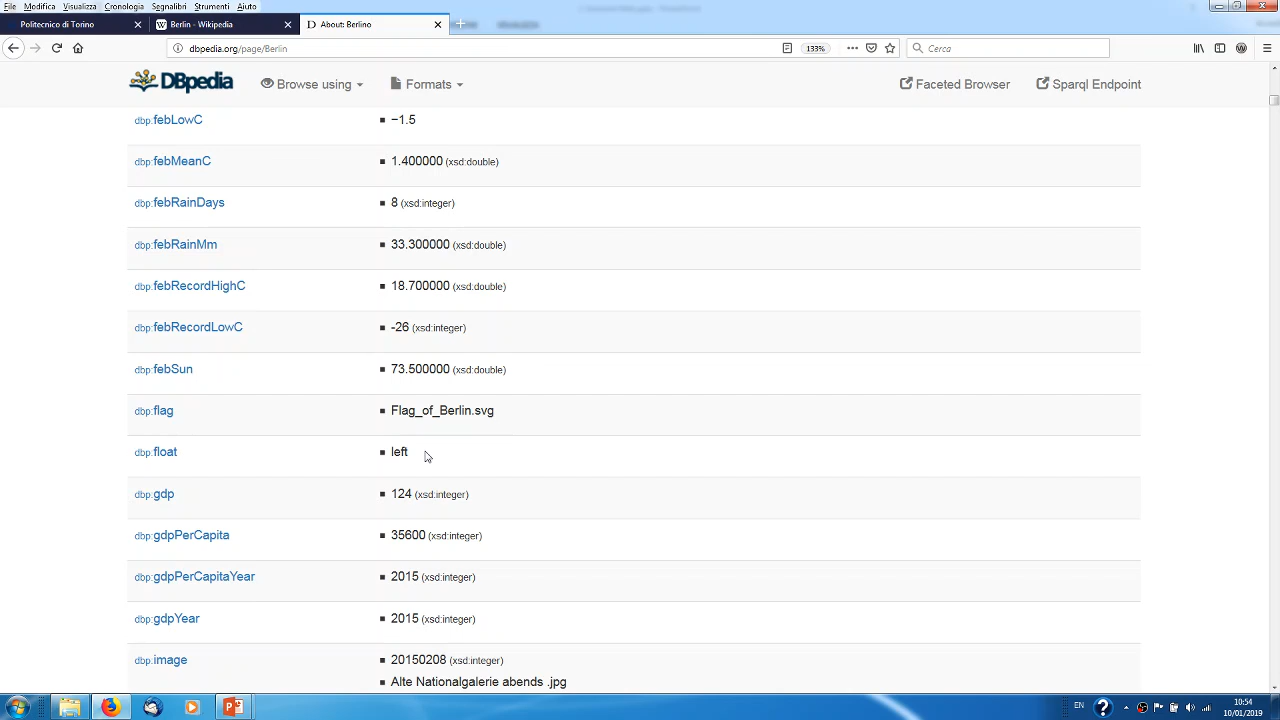 File Modifica Visualizza Cronologia Segnalibri Strumenti Aiuto
Politecnico di Torino × W Berlin - Wikipedia × D About: Berlino × +
dbpedia.org/page/Berlin 133% Cerca
DBpedia Browse using Formats Faceted Browser Sparql Endpoint
dbp:febLowC ▪ −1.5
dbp:febMeanC ▪ 1.400000 (xsd:double)
dbp:febRainDays ▪ 8 (xsd:integer)
dbp:febRainMm ▪ 33.300000 (xsd:double)
dbp:febRecordHighC ▪ 18.700000 (xsd:double)
dbp:febRecordLowC ▪ -26 (xsd:integer)
dbp:febSun ▪ 73.500000 (xsd:double)
dbp:flag ▪ Flag_of_Berlin.svg
dbp:float ▪ left
dbp:gdp ▪ 124 (xsd:integer)
dbp:gdpPerCapita ▪ 35600 (xsd:integer)
dbp:gdpPerCapitaYear ▪ 2015 (xsd:integer)
dbp:gdpYear ▪ 2015 (xsd:integer)
dbp:image ▪ 20150208 (xsd:integer)
▪ Alte Nationalgalerie abends .jpg
EN 10:54
10/01/2019